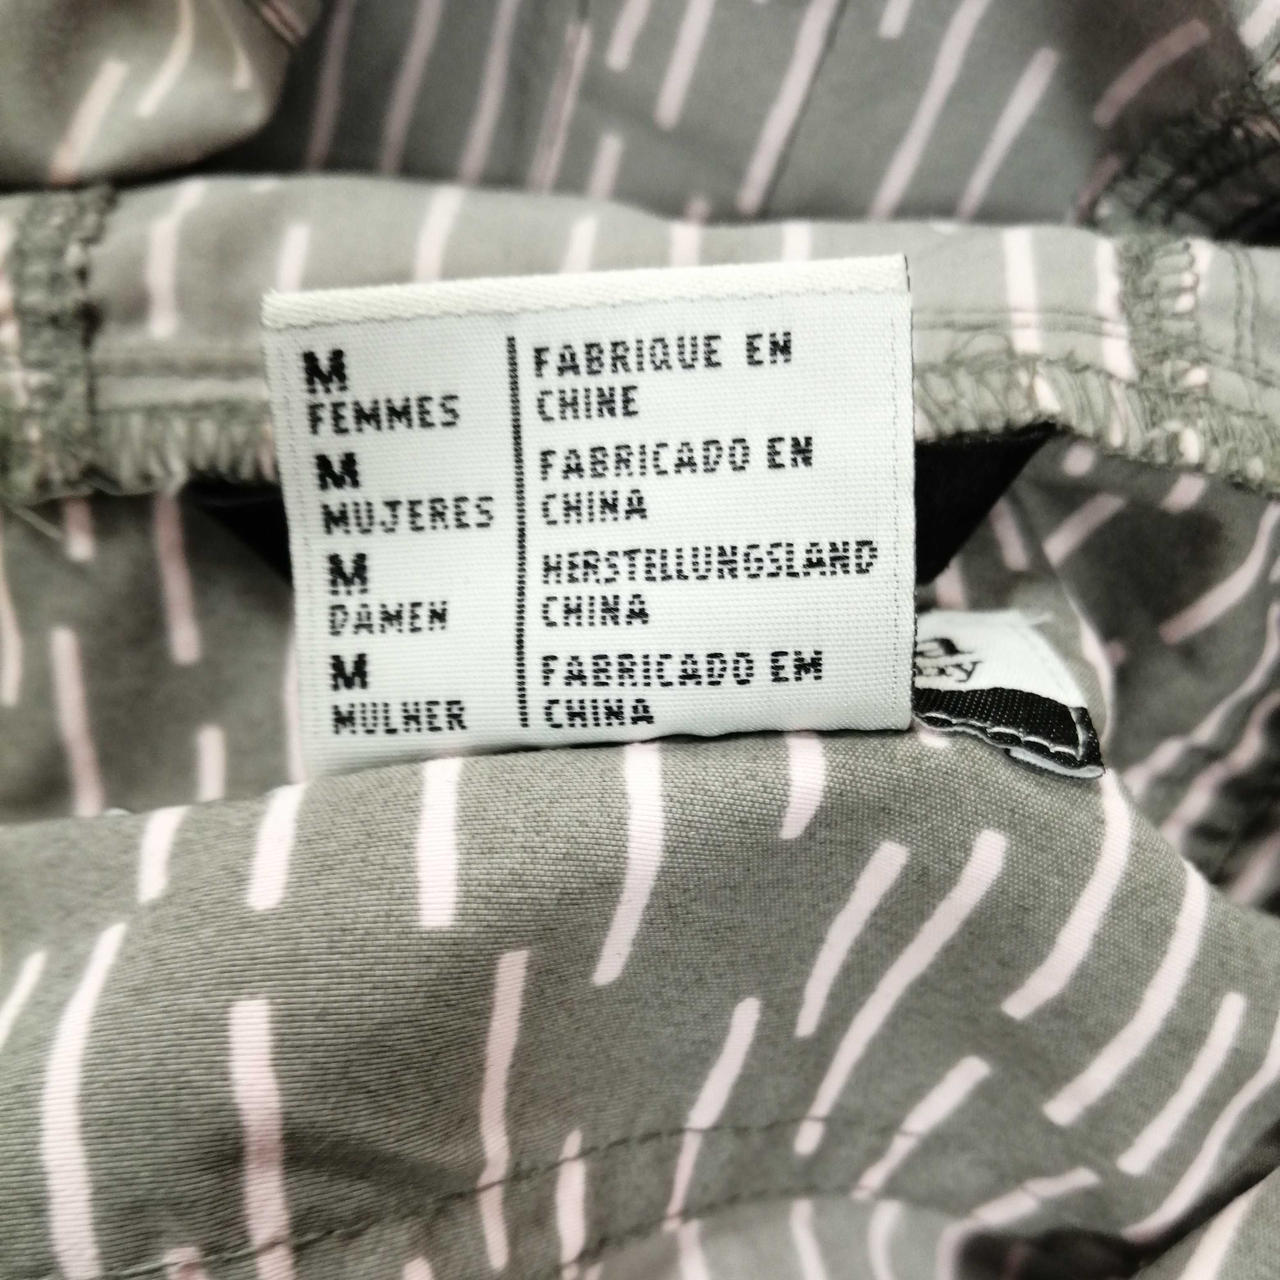 M
FEMMES
M
MUJERES
M
DAMEN
M
MULHER
FABRIQUE EN
CHINE
FABRICADO EN
CHINA
HERSTELLUNGSLAND
CHINA
FABRICADO EM
CHINA